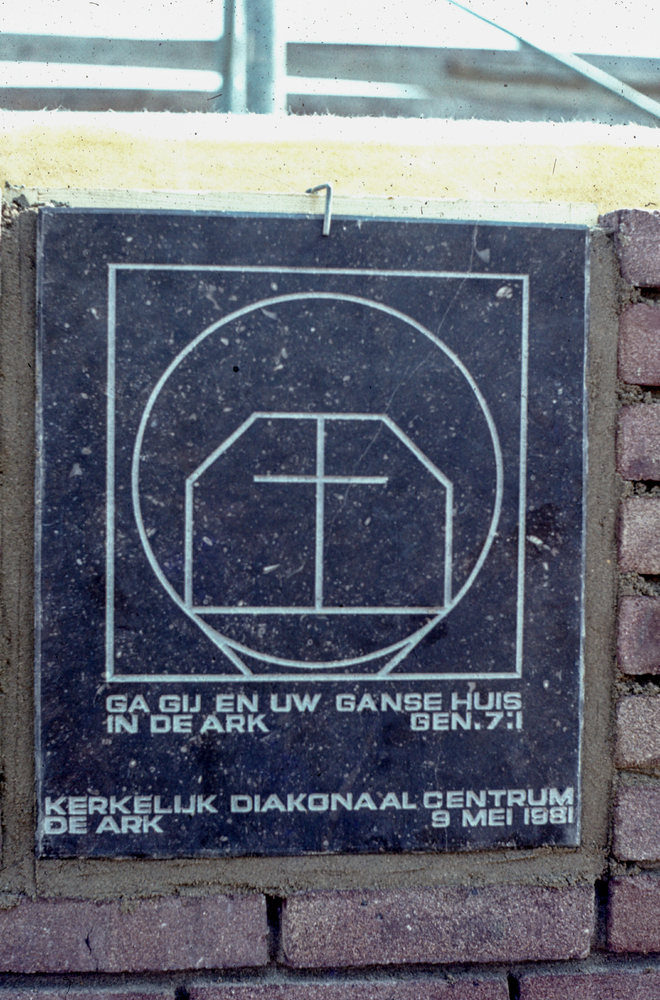 GA GIJ EN UW GANSE HUIS
IN DE ARK GEN. 7:1
KERKELIJK DIAKONAAL CENTRUM
DE ARK 9 MEI 1981